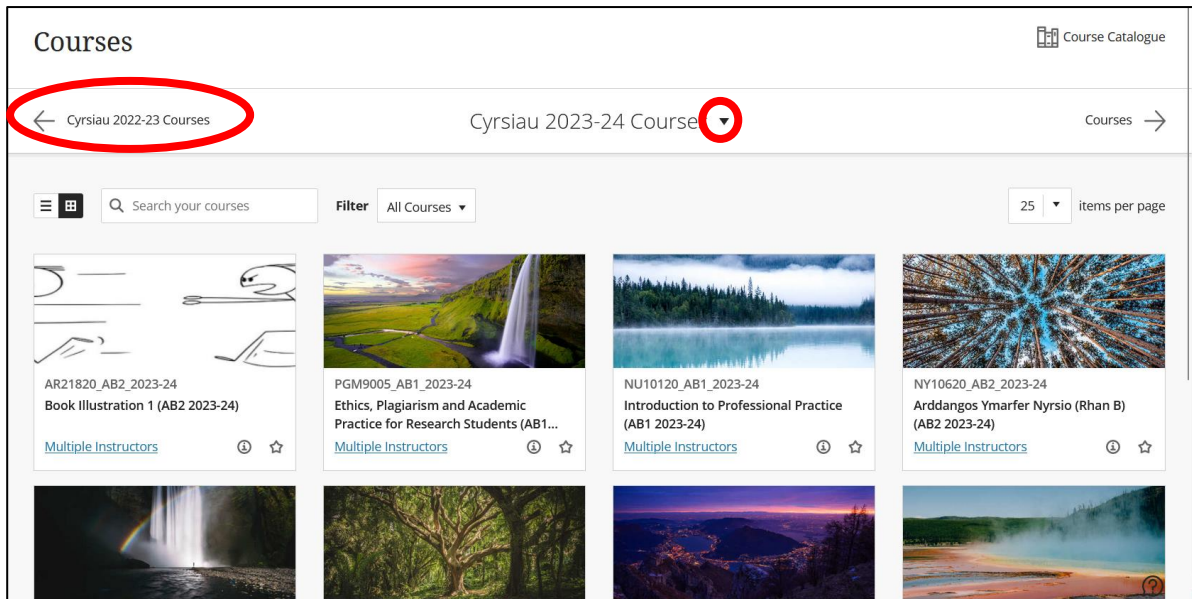 Courses
Course Catalogue
Cyrsiau 2022-23 Courses
Cyrsiau 2023-24 Course
Courses
Search your courses
Filter
All Courses
25
items per page
AR21820_AB2_2023-24
Book Illustration 1 (AB2 2023-24)
Multiple Instructors
PGM9005_AB1_2023-24
Ethics, Plagiarism and Academic
Practice for Research Students (AB1...
Multiple Instructors
NU10120_AB1_2023-24
Introduction to Professional Practice
(AB1 2023-24)
Multiple Instructors
NY10620_AB2_2023-24
Arddangos Ymarfer Nyrsio (Rhan B)
(AB2 2023-24)
Multiple Instructors